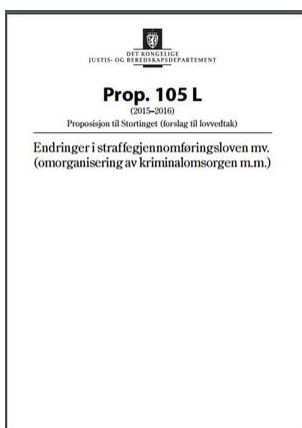 DET KONGELIGE
JUSTIS- OG BEREDSKAPSDEPARTEMENT
Prop. 105 L
(2015–2016)
Proposisjon til Stortinget (forslag til lovvedtak)
Endringer i straffegjennomføringsloven mv.
(omorganisering av kriminalomsorgen m.m.)